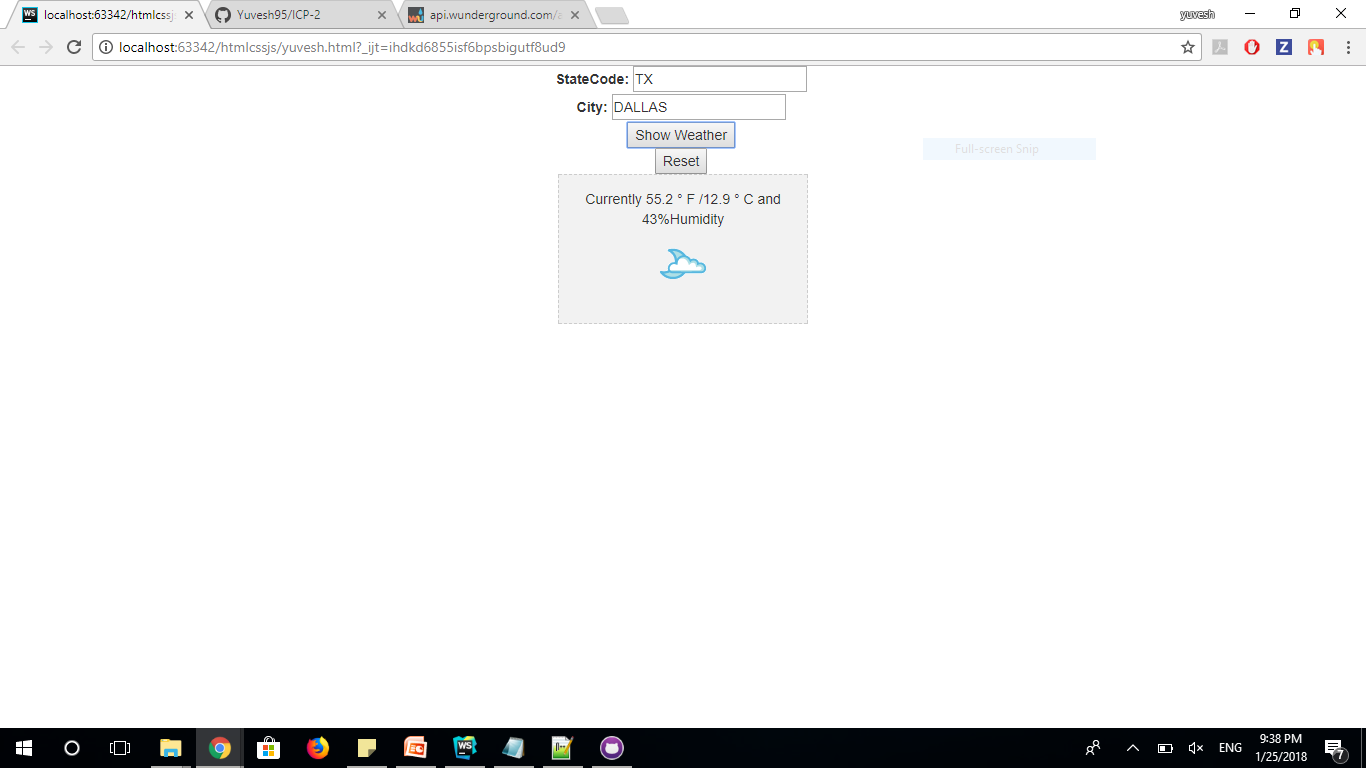 localhost:63342/htmlcssjs
Yuvesh95/ICP-2
api.wunderground.com/
yuvesh
localhost:63342/htmlcssjs/yuvesh.html?_ijt=ihdkd6855isf6bpsbigutf8ud9
StateCode: TX
City: DALLAS
Show Weather
Full-screen Snip
Reset
Currently 55.2 ° F /12.9 ° C and
43%Humidity
ENG
9:38 PM
1/25/2018
7